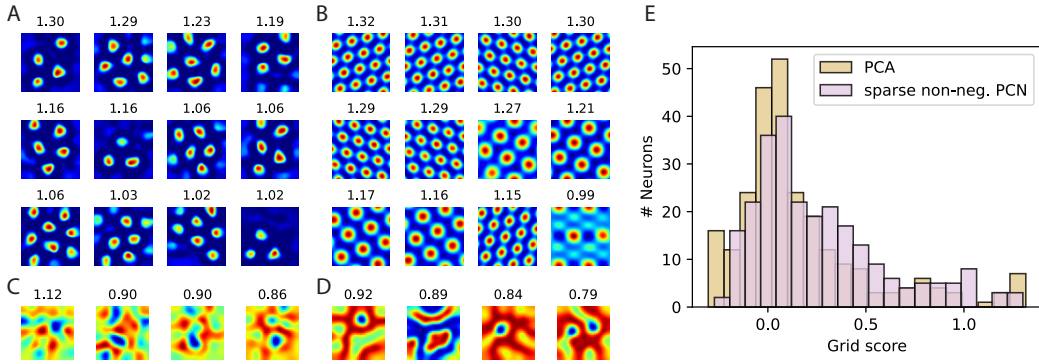 A
1.30 1.29 1.23 1.19
1.16 1.16 1.06 1.06
1.06 1.03 1.02 1.02
B
1.32 1.31 1.30 1.30
1.29 1.29 1.27 1.21
1.17 1.16 1.15 0.99
C
1.12 0.90 0.90 0.86
D
0.92 0.89 0.84 0.79
E
PCA
sparse non-neg. PCN
# Neurons
50
40
30
20
10
0
0.0 0.5 1.0
Grid score